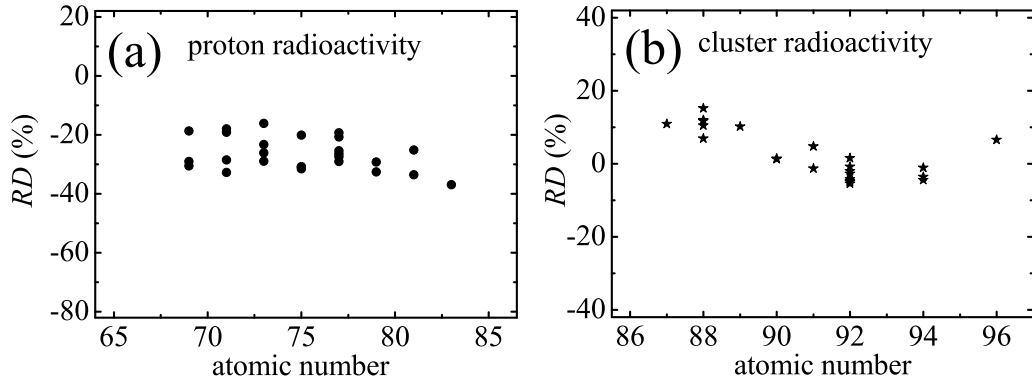 (a) proton radioactivity
RD (%)
20
0
-20
-40
-60
-80
65 70 75 80 85
atomic number
(b) cluster radioactivity
RD (%)
40
20
0
-20
-40
86 88 90 92 94 96
atomic number